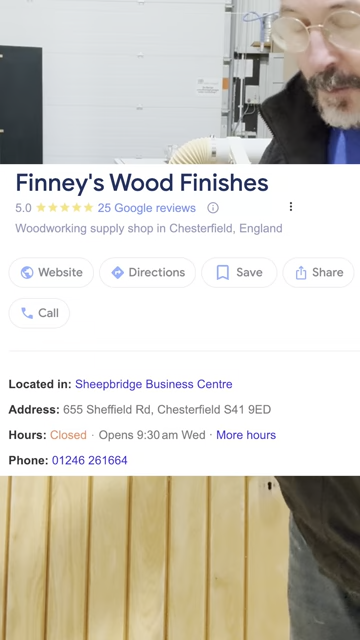 Finney's Wood Finishes
5.0 ★★★★★ 25 Google reviews
Woodworking supply shop in Chesterfield, England
Website Directions Save Share
Call
Located in: Sheepbridge Business Centre
Address: 655 Sheffield Rd, Chesterfield S41 9ED
Hours: Closed · Opens 9:30 am Wed · More hours
Phone: 01246 261664